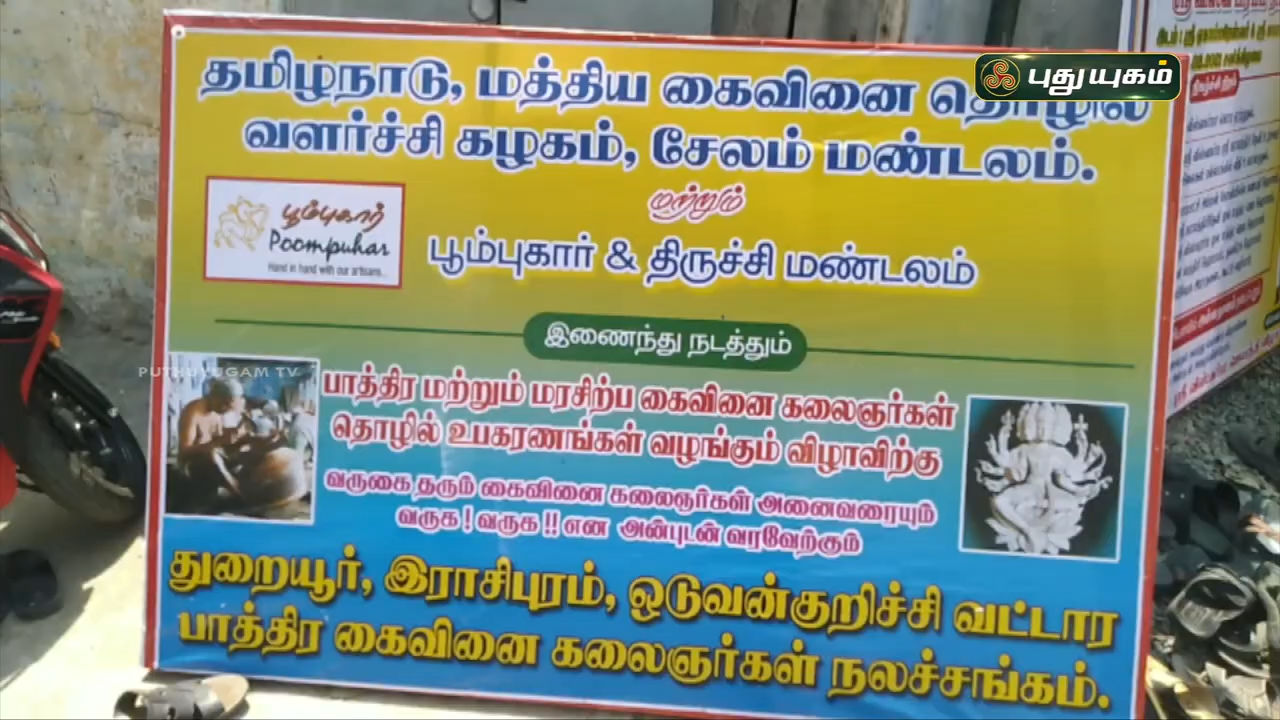 புதுயுகம்
தமிழ்நாடு, மத்திய கைவினை தொழில்
வளர்ச்சி கழகம், சேலம் மண்டலம்.
மற்றும்
பூம்புகார்
Poompuhar
Hand in hand with our artisans...
பூம்புகார் & திருச்சி மண்டலம்
இணைந்து நடத்தும்
PUTHUYUGAM TV
பாத்திர மற்றும் மரசிற்ப கைவினை கலைஞர்கள்
தொழில் உபகரணங்கள் வழங்கும் விழாவிற்கு
வருகை தரும் கைவினை கலைஞர்கள் அனைவரையும்
வருக ! வருக !! என அன்புடன் வரவேற்கும்
துறையூர், இராசிபுரம், ஒடுவன்குறிச்சி வட்டார
பாத்திர கைவினை கலைஞர்கள் நலச்சங்கம்.